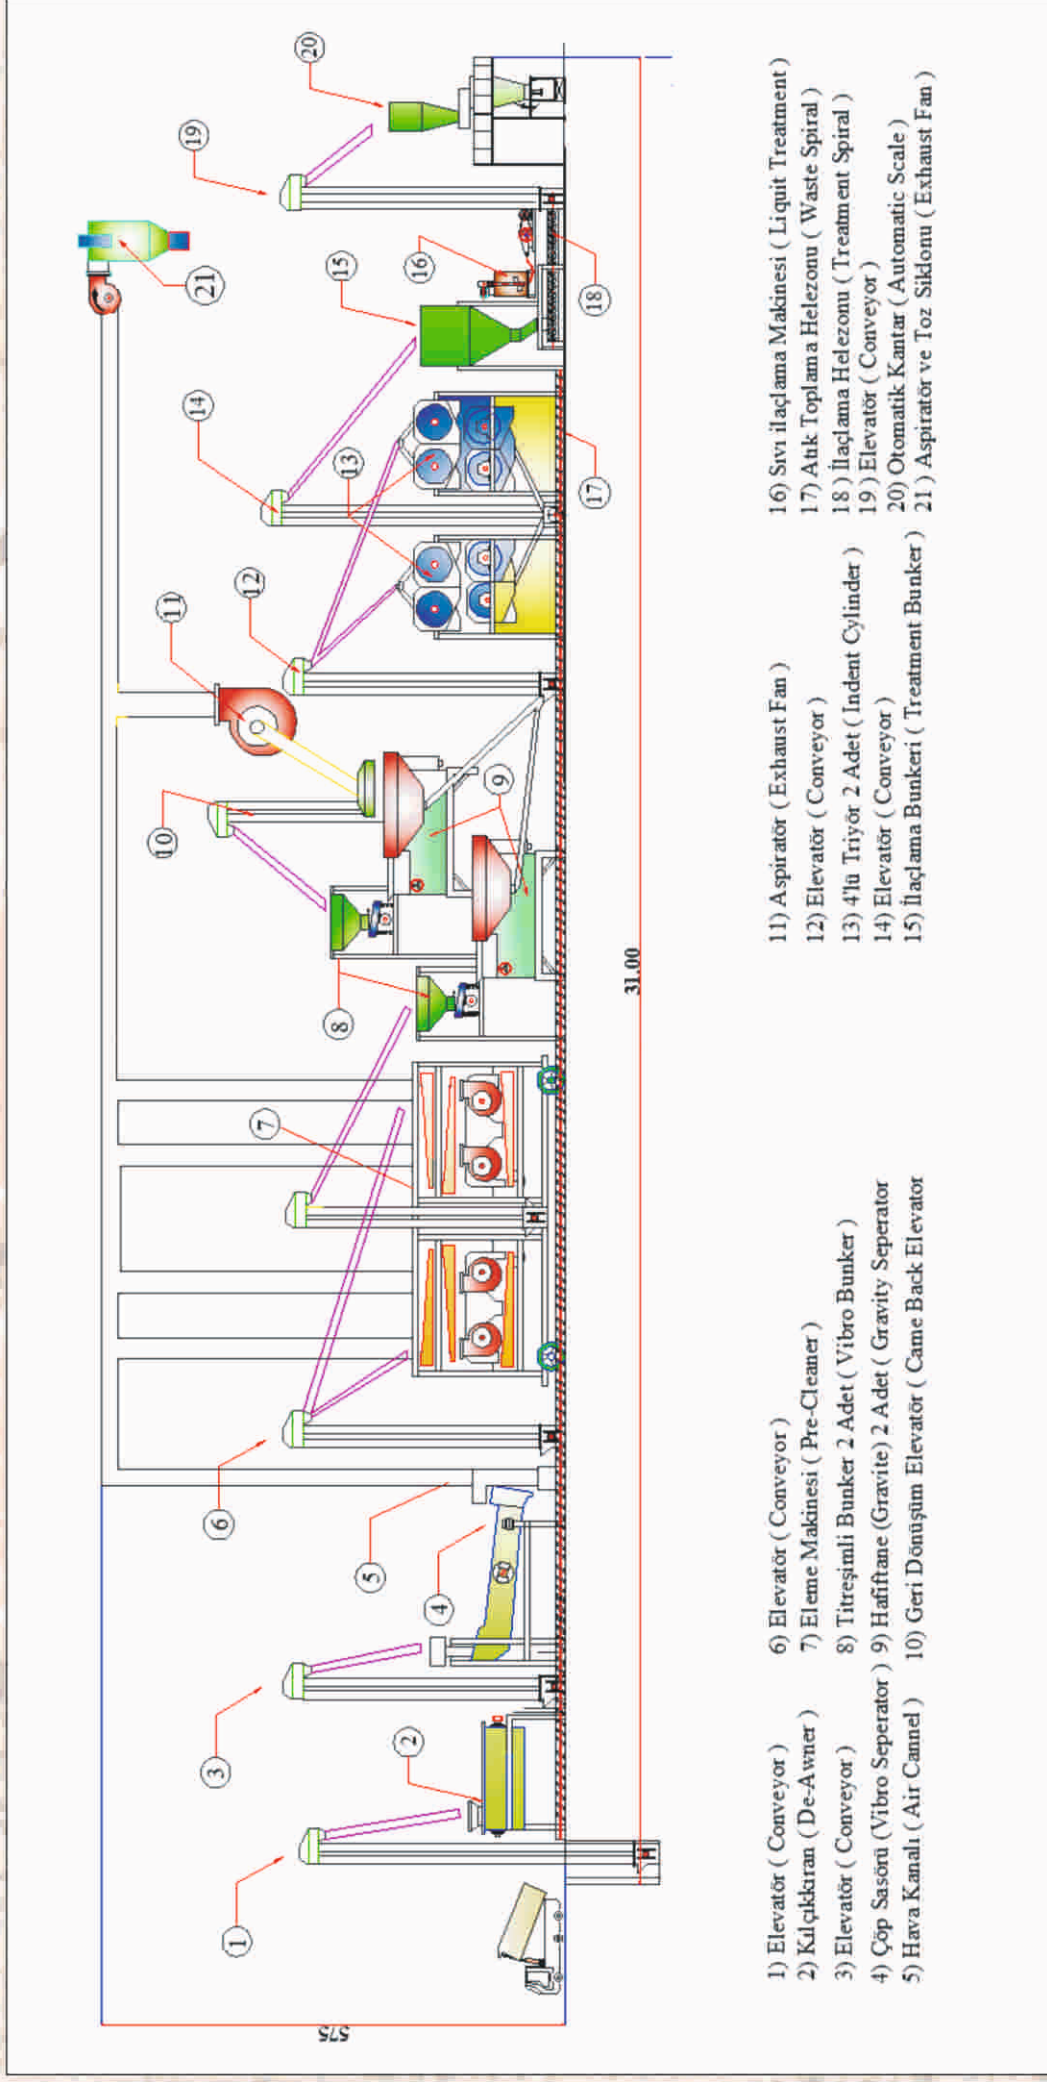 1
2
3
4
5
6
7
8
9
10
11
12
13
14
15
16
17
18
19
20
21
575
31.00
1) Elevatör ( Conveyor )
2) Kılçıkkıran ( De-Awner )
3) Elevatör ( Conveyor )
4) Çöp Sasörü (Vibro Seperator )
5) Hava Kanalı ( Air Cannel )
6) Elevatör ( Conveyor )
7) Eleme Makinesi ( Pre-Cleaner )
8) Titreşimli Bunker 2 Adet ( Vibro Bunker )
9) Hafiftane (Gravite) 2 Adet ( Gravity Seperator
10) Geri Dönüşüm Elevatör ( Came Back Elevator
11) Aspiratör ( Exhaust Fan )
12) Elevatör ( Conveyor )
13) 4'lü Triyör 2 Adet ( Indent Cylinder )
14) Elevatör ( Conveyor )
15) İlaçlama Bunkeri ( Treatment Bunker )
16) Sıvı ilaçlama Makinesi ( Liquit Treatment )
17) Atık Toplama Helezonu ( Waste Spiral )
18 ) İlaçlama Helezonu ( Treatment Spiral )
19 ) Elevatör ( Conveyor )
20) Otomatik Kantar ( Automatic Scale )
21 ) Aspiratör ve Toz Siklonu ( Exhaust Fan )